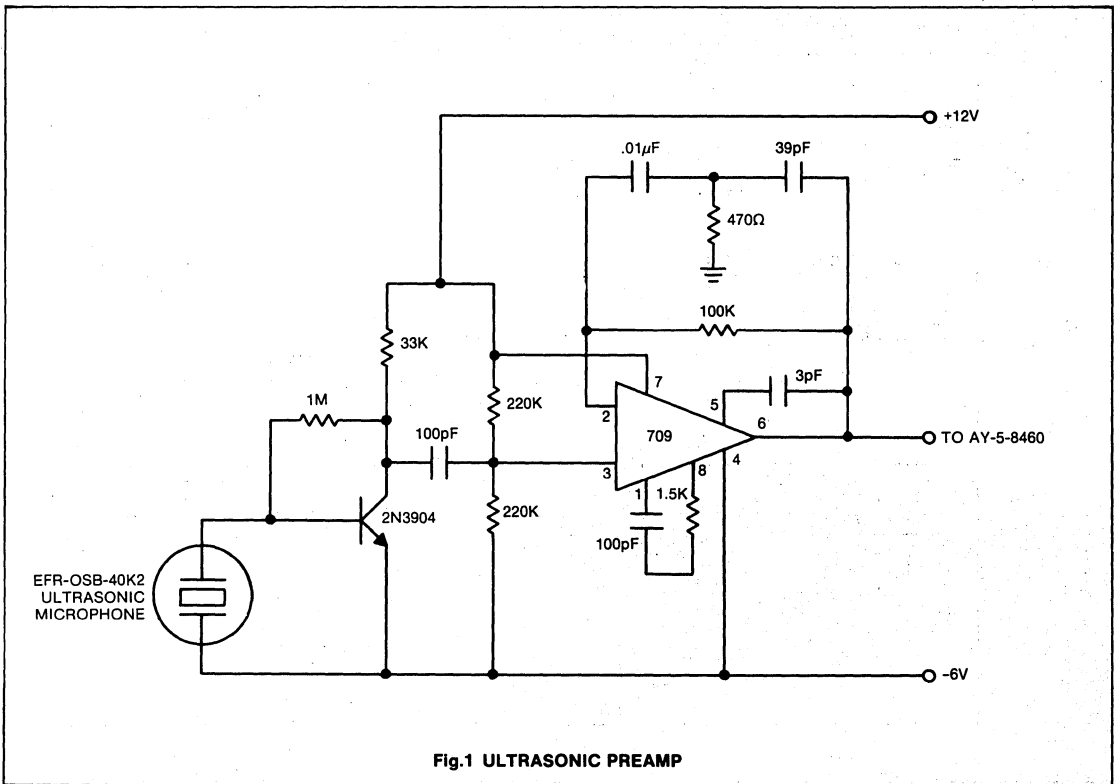 +12V
.01μF
39pF
470Ω
100K
33K
3pF
7
5
1M
220K
2
6
709
TO AY-5-8460
100pF
4
3
8
1
1.5K
2N3904
220K
100pF
EFR-OSB-40K2
ULTRASONIC
MICROPHONE
-6V
Fig.1 ULTRASONIC PREAMP